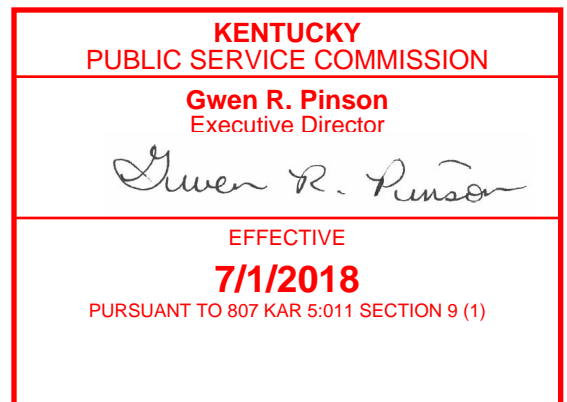 KENTUCKY
PUBLIC SERVICE COMMISSION
Gwen R. Pinson
Executive Director
Gwen R. Pinson
EFFECTIVE
7/1/2018
PURSUANT TO 807 KAR 5:011 SECTION 9 (1)